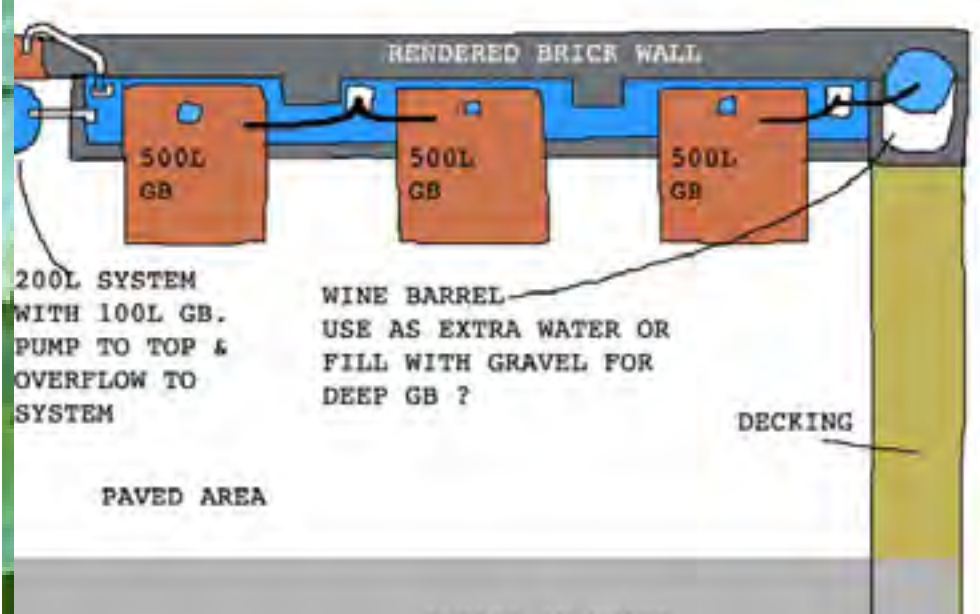 RENDERED BRICK WALL
500L
GB
500L
GB
500L
GB
200L SYSTEM
WITH 100L GB.
PUMP TO TOP &
OVERFLOW TO
SYSTEM
WINE BARREL
USE AS EXTRA WATER OR
FILL WITH GRAVEL FOR
DEEP GB ?
DECKING
PAVED AREA